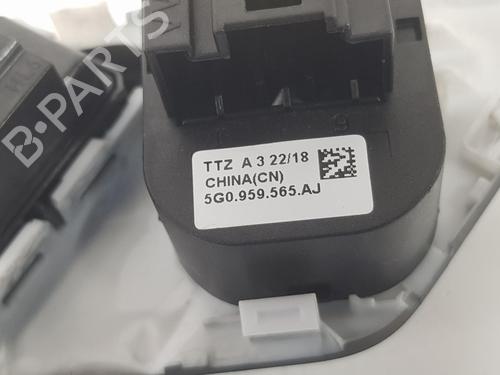 B-PARTS
TTZ A 3 22/18
CHINA(CN)
5G0.959.565.AJ